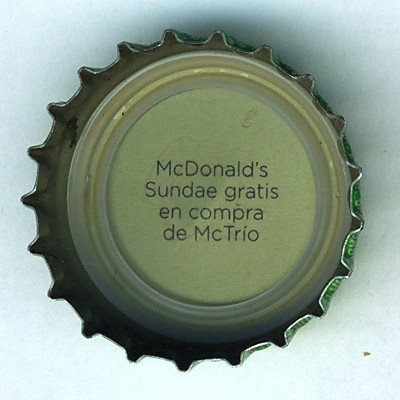 McDonald's
Sundae gratis
en compra
de McTrío